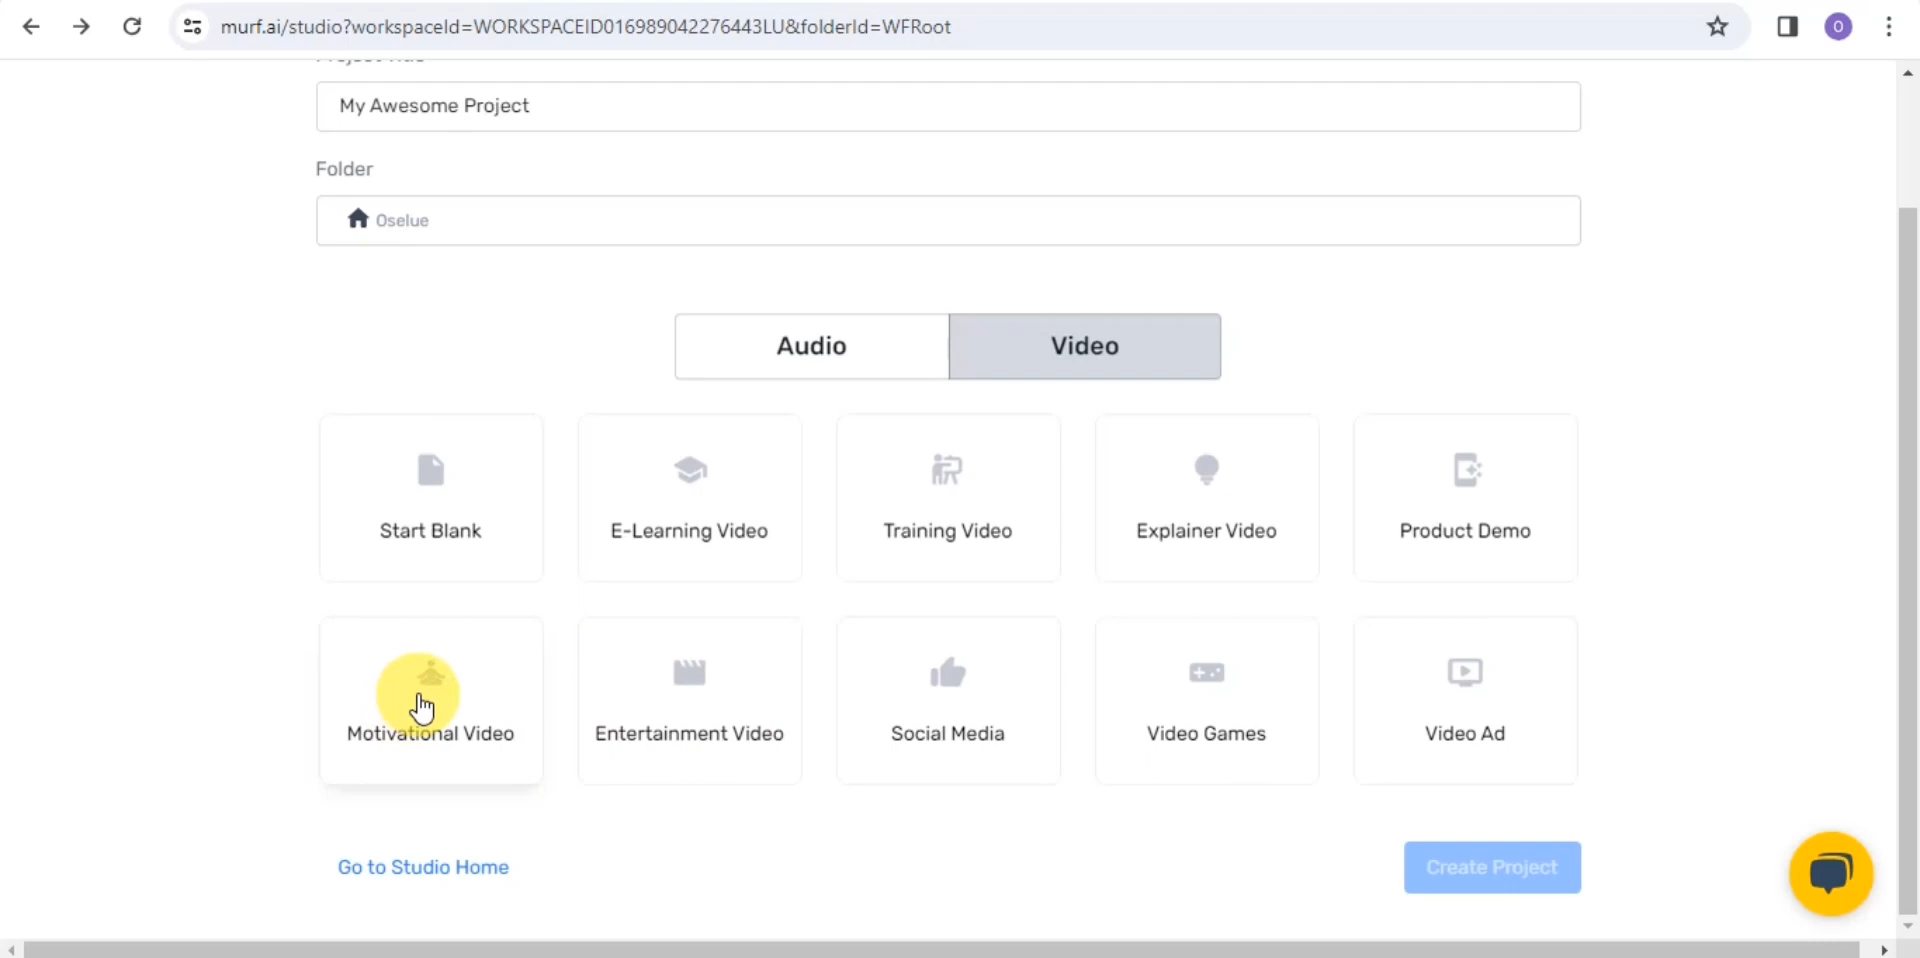 murf.ai/studio?workspaceId=WORKSPACEID016989042276443LU&folderId=WFRoot
O
My Awesome Project
Folder
Oselue
Audio
Video
Start Blank
E-Learning Video
Training Video
Explainer Video
Product Demo
Motivational Video
Entertainment Video
Social Media
Video Games
Video Ad
Go to Studio Home
Create Project